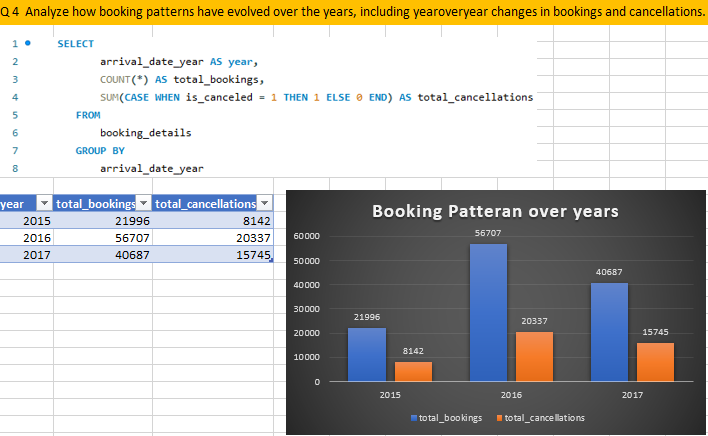 Q 4 Analyze how booking patterns have evolved over the years, including yearoveryear changes in bookings and cancellations.
1 SELECT
2 arrival_date_year AS year,
3 COUNT(*) AS total_bookings,
4 SUM(CASE WHEN is_canceled = 1 THEN 1 ELSE 0 END) AS total_cancellations
5 FROM
6 booking_details
7 GROUP BY
8 arrival_date_year
year total_bookings total_cancellations
2015 21996 8142
2016 56707 20337
2017 40687 15745
Booking Patteran over years
60000
50000
40000
30000
20000
10000
0
21996
8142
56707
20337
40687
15745
2015 2016 2017
total_bookings total_cancellations